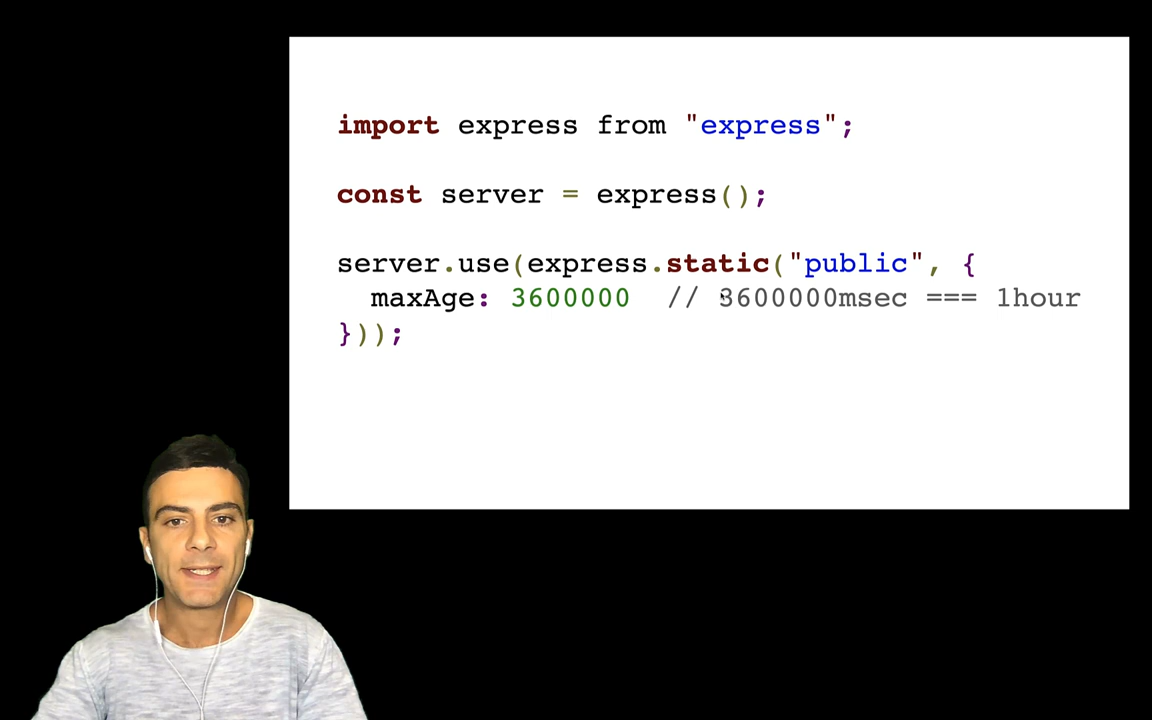 import express from "express";
const server = express();
server.use(express.static("public", {
  maxAge: 3600000  // 3600000msec === 1hour
}));